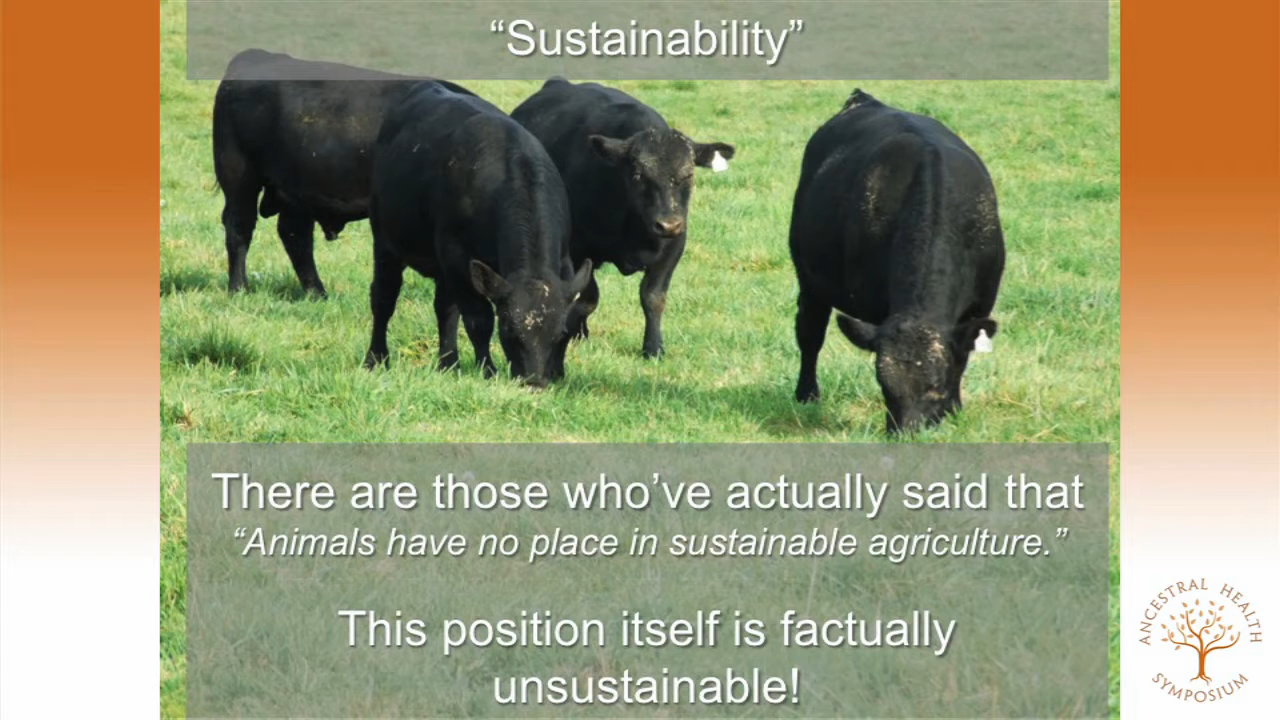 “Sustainability”
There are those who’ve actually said that
“Animals have no place in sustainable agriculture.”
This position itself is factually
unsustainable!
ANCESTRAL HEALTH
SYMPOSIUM